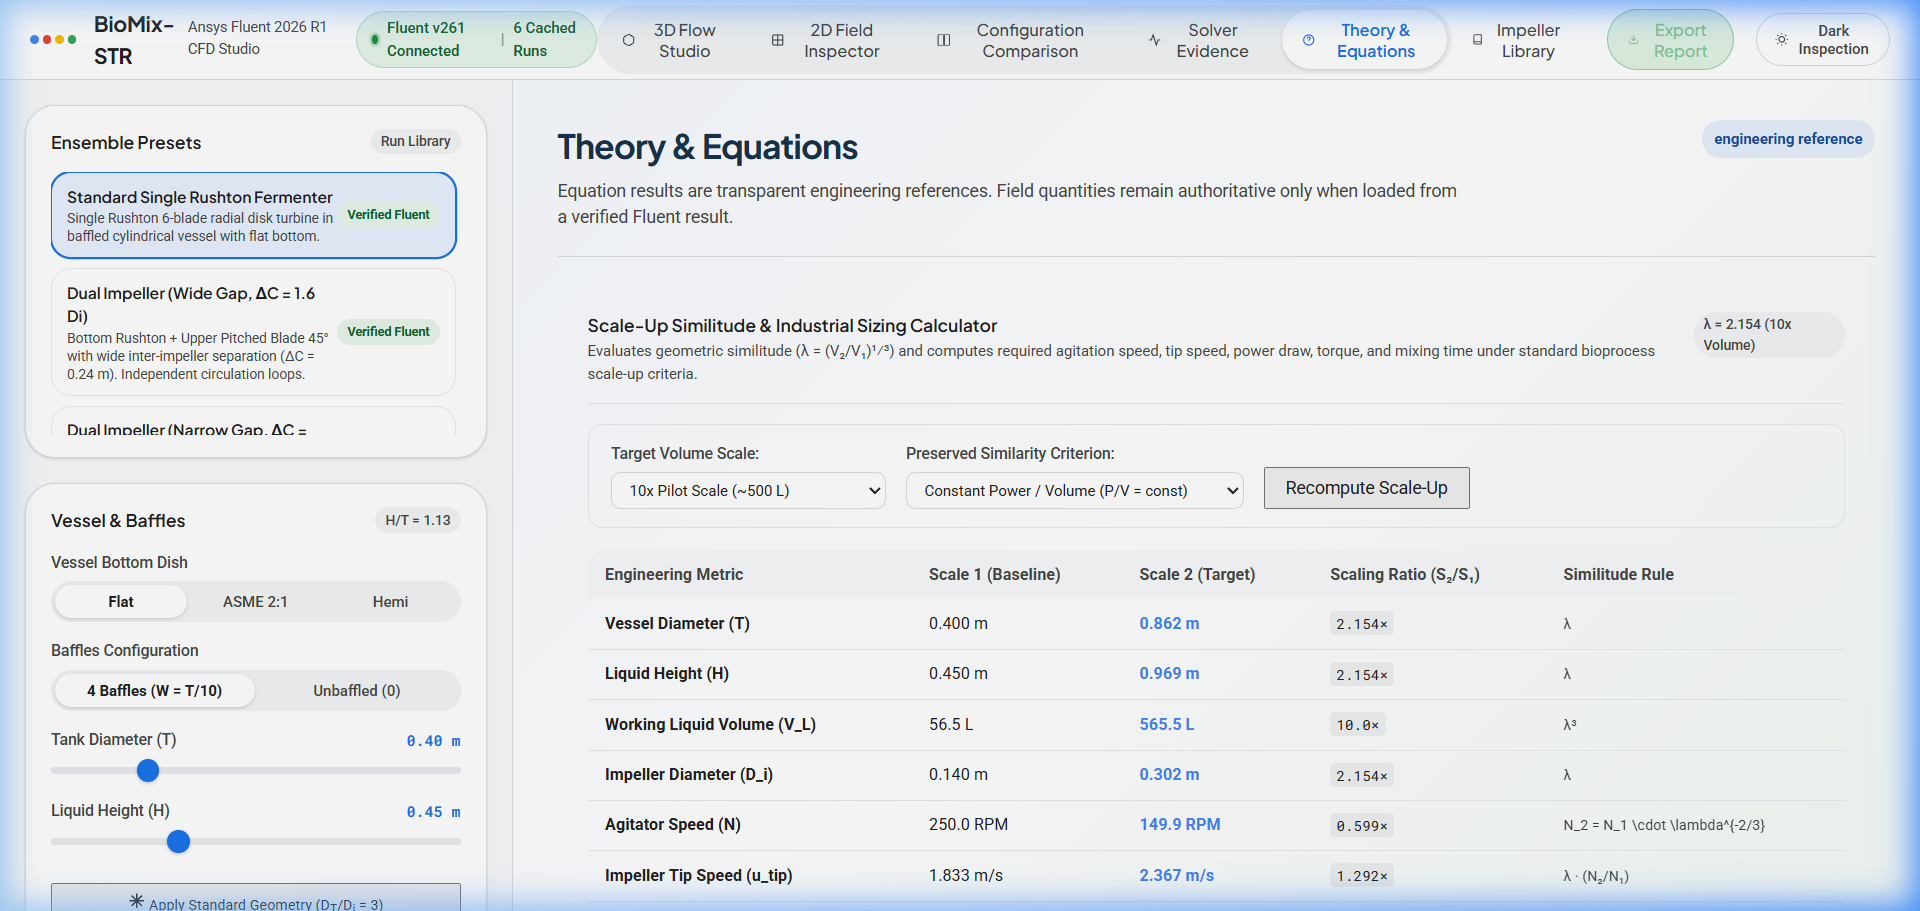 BioMix-
STR
Ansys Fluent 2026 R1
CFD Studio
Fluent v261
Connected
|
6 Cached
Runs
3D Flow
Studio
2D Field
Inspector
Configuration
Comparison
Solver
Evidence
Theory &
Equations
Impeller
Library
Export
Report
Dark
Inspection
Ensemble Presets
Run Library
Standard Single Rushton Fermenter
Single Rushton 6-blade radial disk turbine in
baffled cylindrical vessel with flat bottom.
Verified Fluent
Dual Impeller (Wide Gap, ΔC = 1.6
Di)
Bottom Rushton + Upper Pitched Blade 45°
with wide inter-impeller separation (ΔC =
0.24 m). Independent circulation loops.
Verified Fluent
Dual Impeller (Narrow Gap, ΔC =
Vessel & Baffles
H/T = 1.13
Vessel Bottom Dish
Flat
ASME 2:1
Hemi
Baffles Configuration
4 Baffles (W = T/10)
Unbaffled (0)
Tank Diameter (T)
0.40 m
Liquid Height (H)
0.45 m
Apply Standard Geometry (D_T/D_i = 3)
Theory & Equations
engineering reference
Equation results are transparent engineering references. Field quantities remain authoritative only when loaded from
a verified Fluent result.
Scale-Up Similitude & Industrial Sizing Calculator
Evaluates geometric similitude (λ = (V₂/V₁)¹ᐟ³) and computes required agitation speed, tip speed, power draw, torque, and mixing time under standard bioprocess
scale-up criteria.
λ = 2.154 (10x
Volume)
Target Volume Scale:
10x Pilot Scale (~500 L)
Preserved Similarity Criterion:
Constant Power / Volume (P/V = const)
Recompute Scale-Up
Engineering Metric Scale 1 (Baseline) Scale 2 (Target) Scaling Ratio (S₂/S₁) Similitude Rule
Vessel Diameter (T) 0.400 m 0.862 m 2.154× λ
Liquid Height (H) 0.450 m 0.969 m 2.154× λ
Working Liquid Volume (V_L) 56.5 L 565.5 L 10.0× λ³
Impeller Diameter (D_i) 0.140 m 0.302 m 2.154× λ
Agitator Speed (N) 250.0 RPM 149.9 RPM 0.599× N_2 = N_1 \cdot \lambda^{-2/3}
Impeller Tip Speed (u_tip) 1.833 m/s 2.367 m/s 1.292× λ · (N₂/N₁)